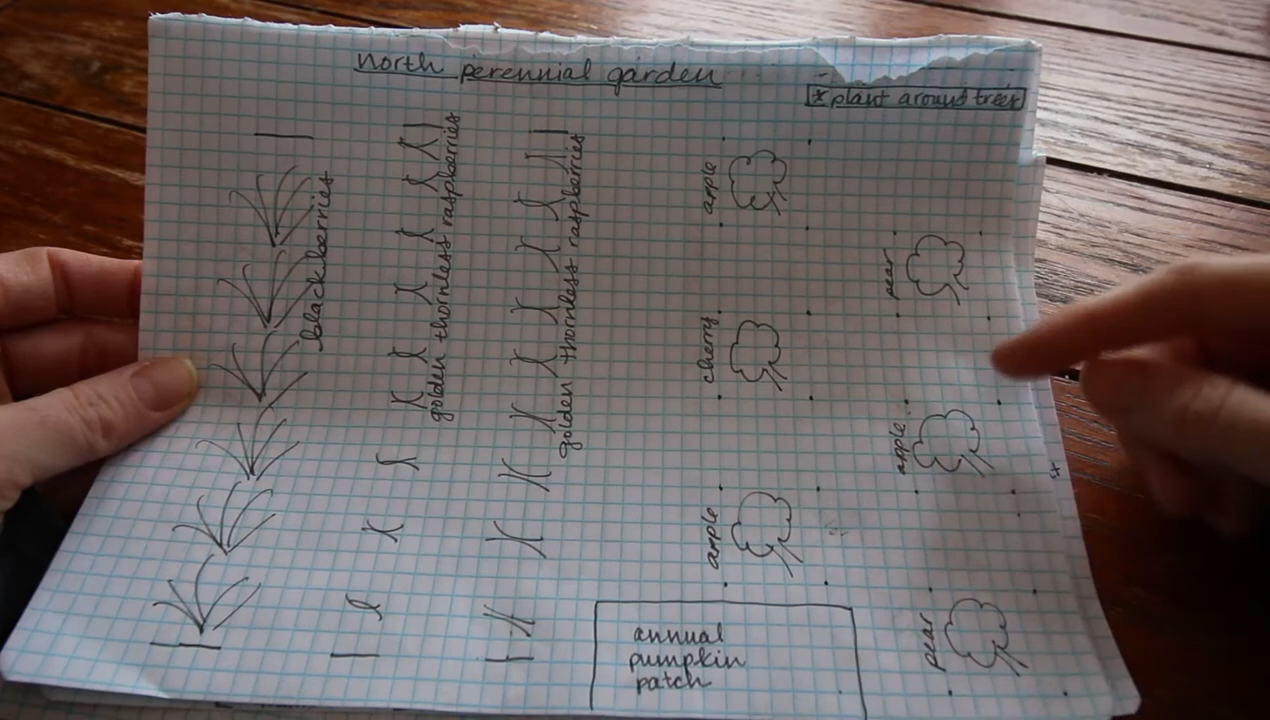 north perennial garden
*plant around trees
blackberries
golden thornless raspberries
golden thornless raspberries
apple
cherry
apple
pear
apple
pear
annual
pumpkin
patch